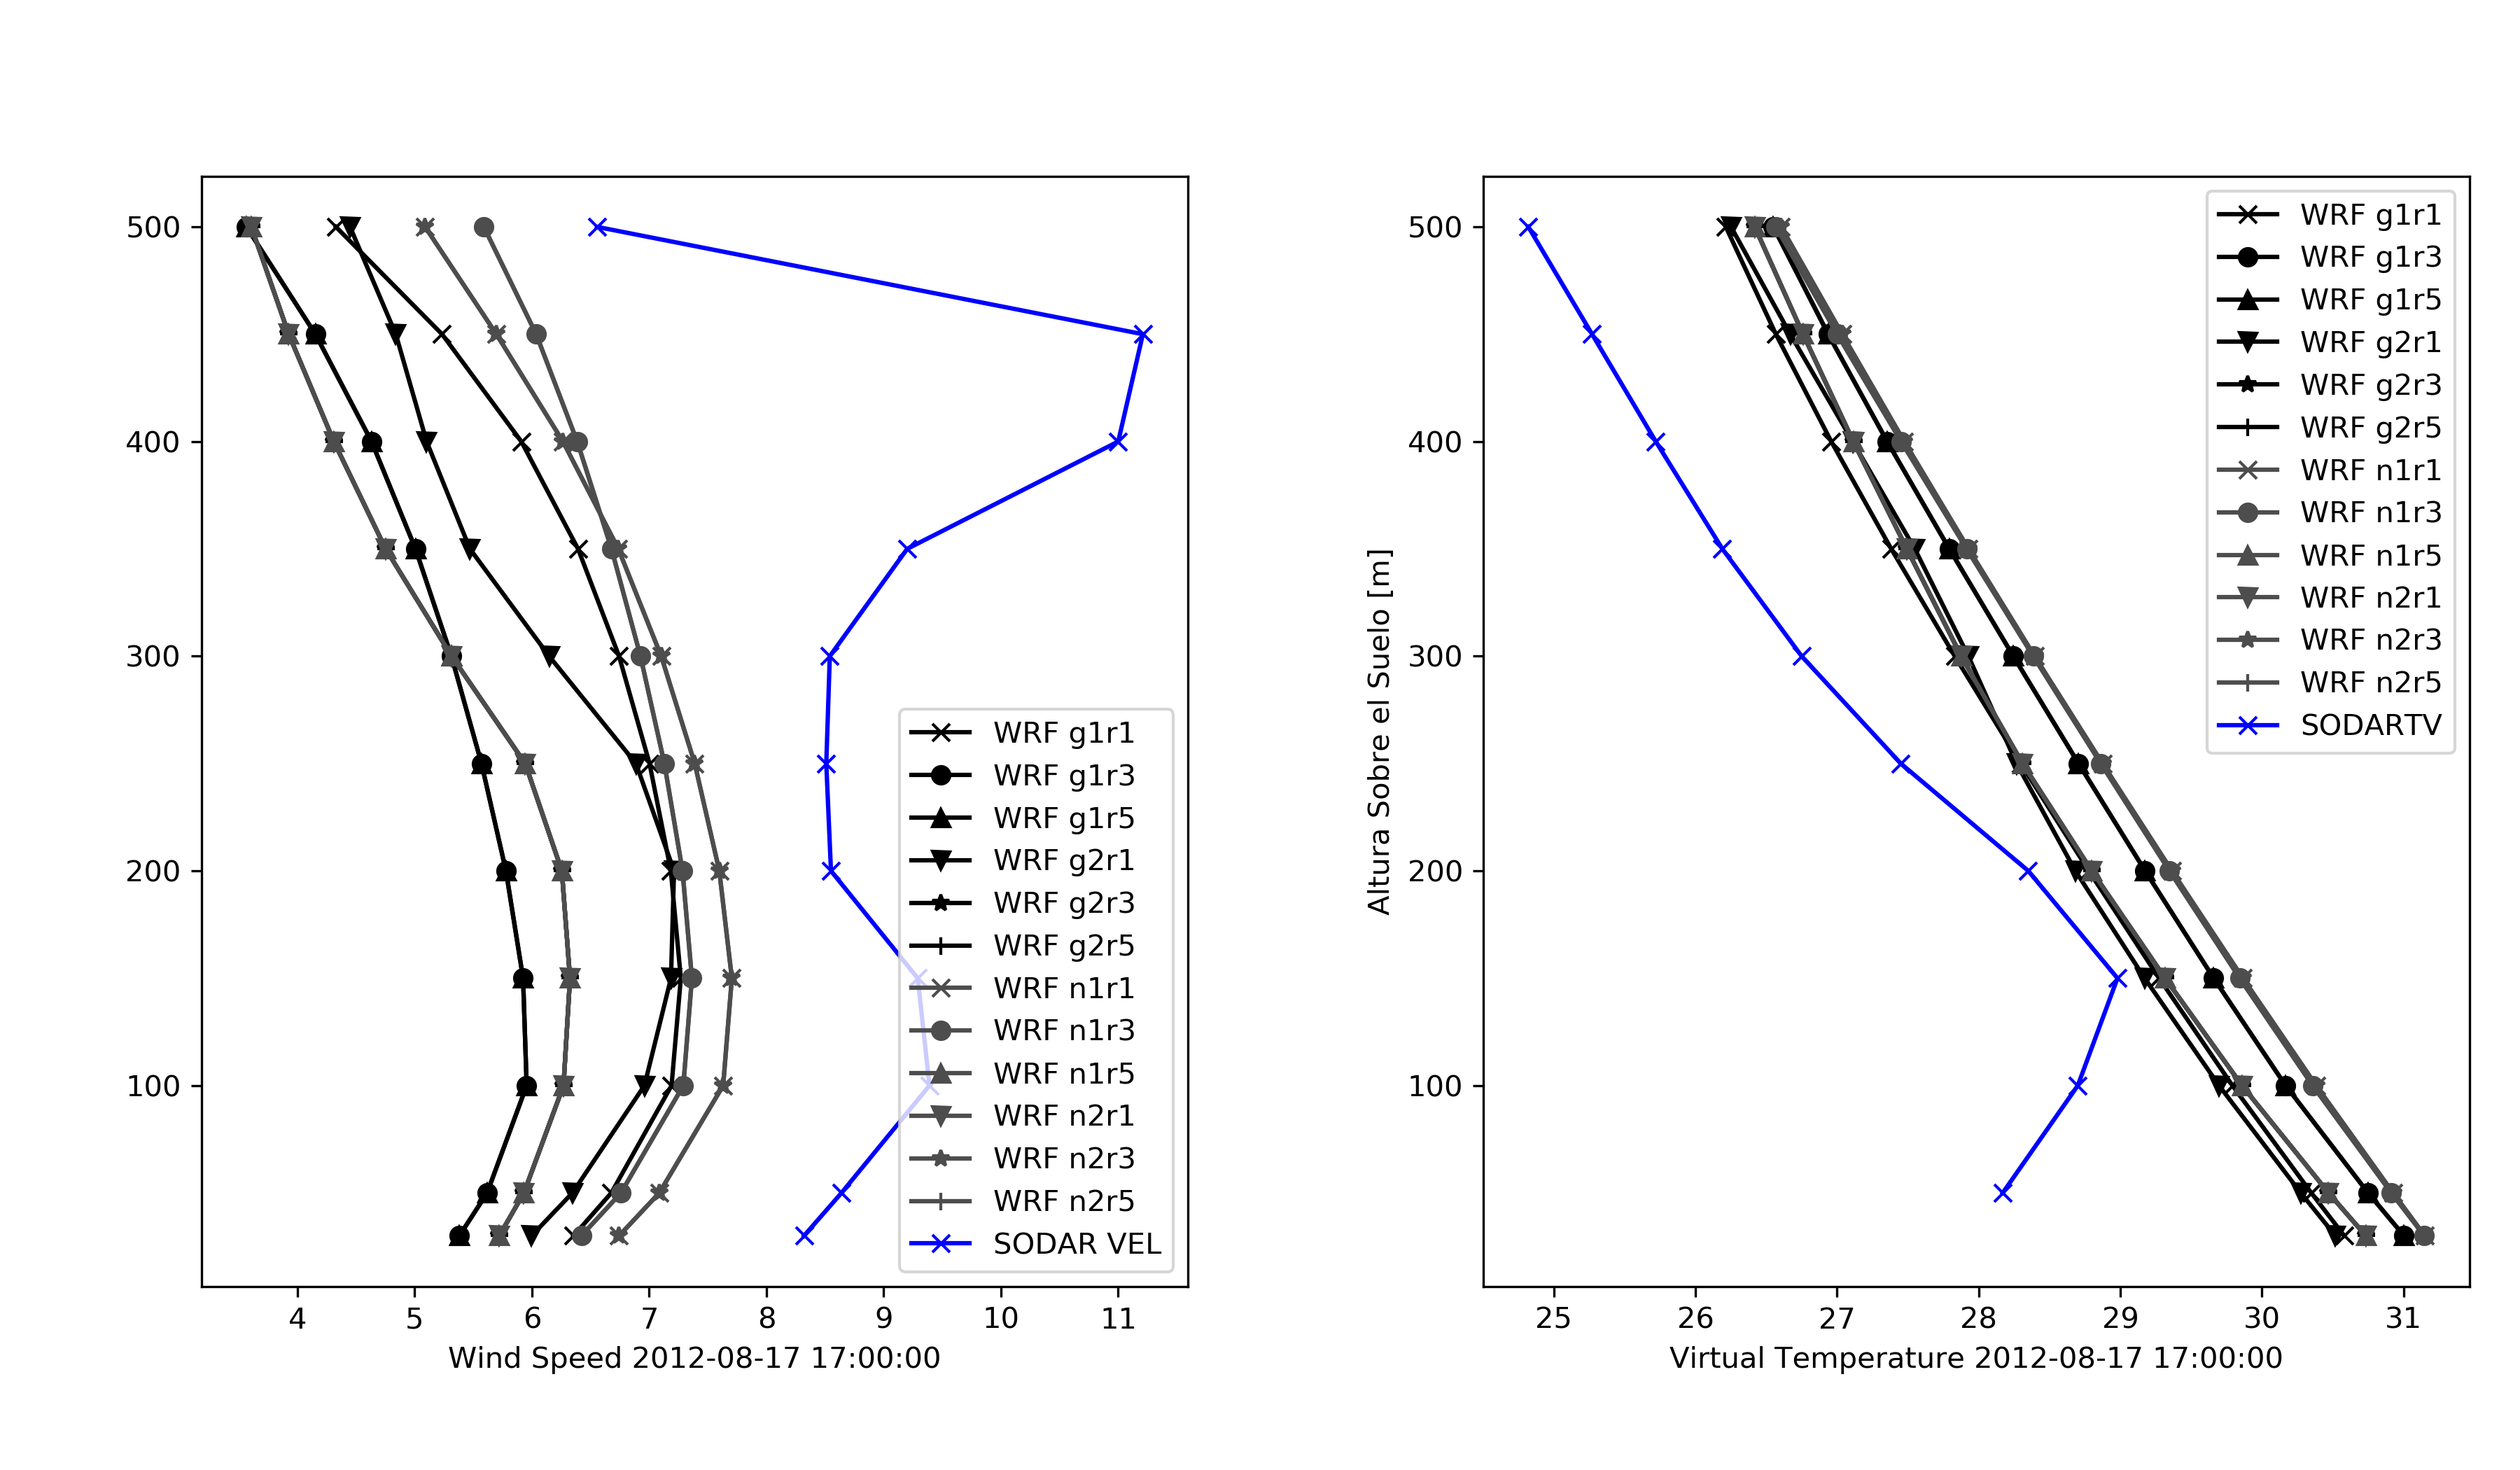 500
400
300
200
100
4 5 6 7 8 9 10 11
Wind Speed 2012-08-17 17:00:00
WRF g1r1
WRF g1r3
WRF g1r5
WRF g2r1
WRF g2r3
WRF g2r5
WRF n1r1
WRF n1r3
WRF n1r5
WRF n2r1
WRF n2r3
WRF n2r5
SODAR VEL
Altura Sobre el Suelo [m]
500
400
300
200
100
25 26 27 28 29 30 31
Virtual Temperature 2012-08-17 17:00:00
WRF g1r1
WRF g1r3
WRF g1r5
WRF g2r1
WRF g2r3
WRF g2r5
WRF n1r1
WRF n1r3
WRF n1r5
WRF n2r1
WRF n2r3
WRF n2r5
SODARTV